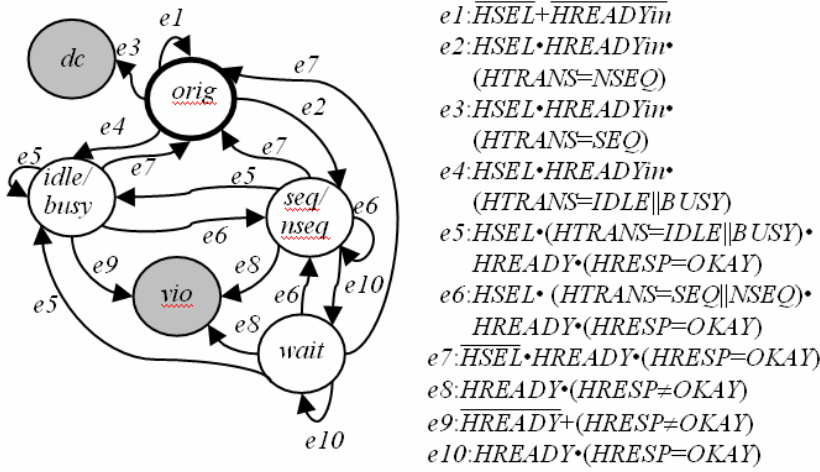 e1
dc
e3
orig
e7
e2
e4
e7
e7
e5
idle/
busy
e5
seq/
nseq
e6
e6
e9
vio
e8
e10
e5
e6
e8
wait
e10
e1:HSEL+HREADYin
e2:HSEL•HREADYin•
(HTRANS=NSEQ)
e3:HSEL•HREADYin•
(HTRANS=SEQ)
e4:HSEL•HREADYin•
(HTRANS=IDLE||BUSY)
e5:HSEL•(HTRANS=IDLE||BUSY)•
HREADY•(HRESP=OKAY)
e6:HSEL• (HTRANS=SEQ||NSEQ)•
HREADY•(HRESP=OKAY)
e7:HSEL•HREADY•(HRESP=OKAY)
e8:HREADY•(HRESP≠OKAY)
e9:HREADY+(HRESP≠OKAY)
e10:HREADY•(HRESP=OKAY)